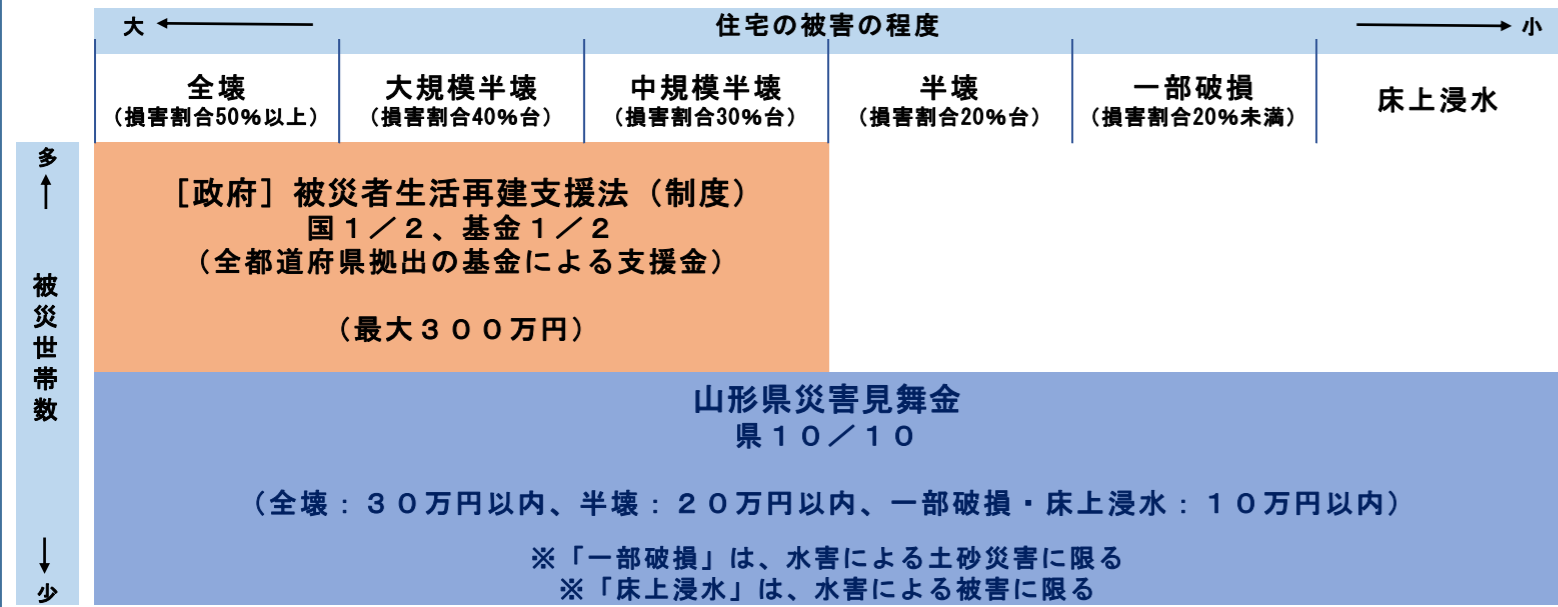 大 ← 住宅の被害の程度 → 小
全壊
（損害割合50%以上）
大規模半壊
（損害割合40%台）
中規模半壊
（損害割合30%台）
半壊
（損害割合20%台）
一部破損
（損害割合20%未満）
床上浸水
多
↑
被災世帯数
↓
少
［政府］被災者生活再建支援法（制度）
国１／２、基金１／２
（全都道府県拠出の基金による支援金）
（最大３００万円）
山形県災害見舞金
県１０／１０
（全壊：３０万円以内、半壊：２０万円以内、一部破損・床上浸水：１０万円以内）
※「一部破損」は、水害による土砂災害に限る
※「床上浸水」は、水害による被害に限る